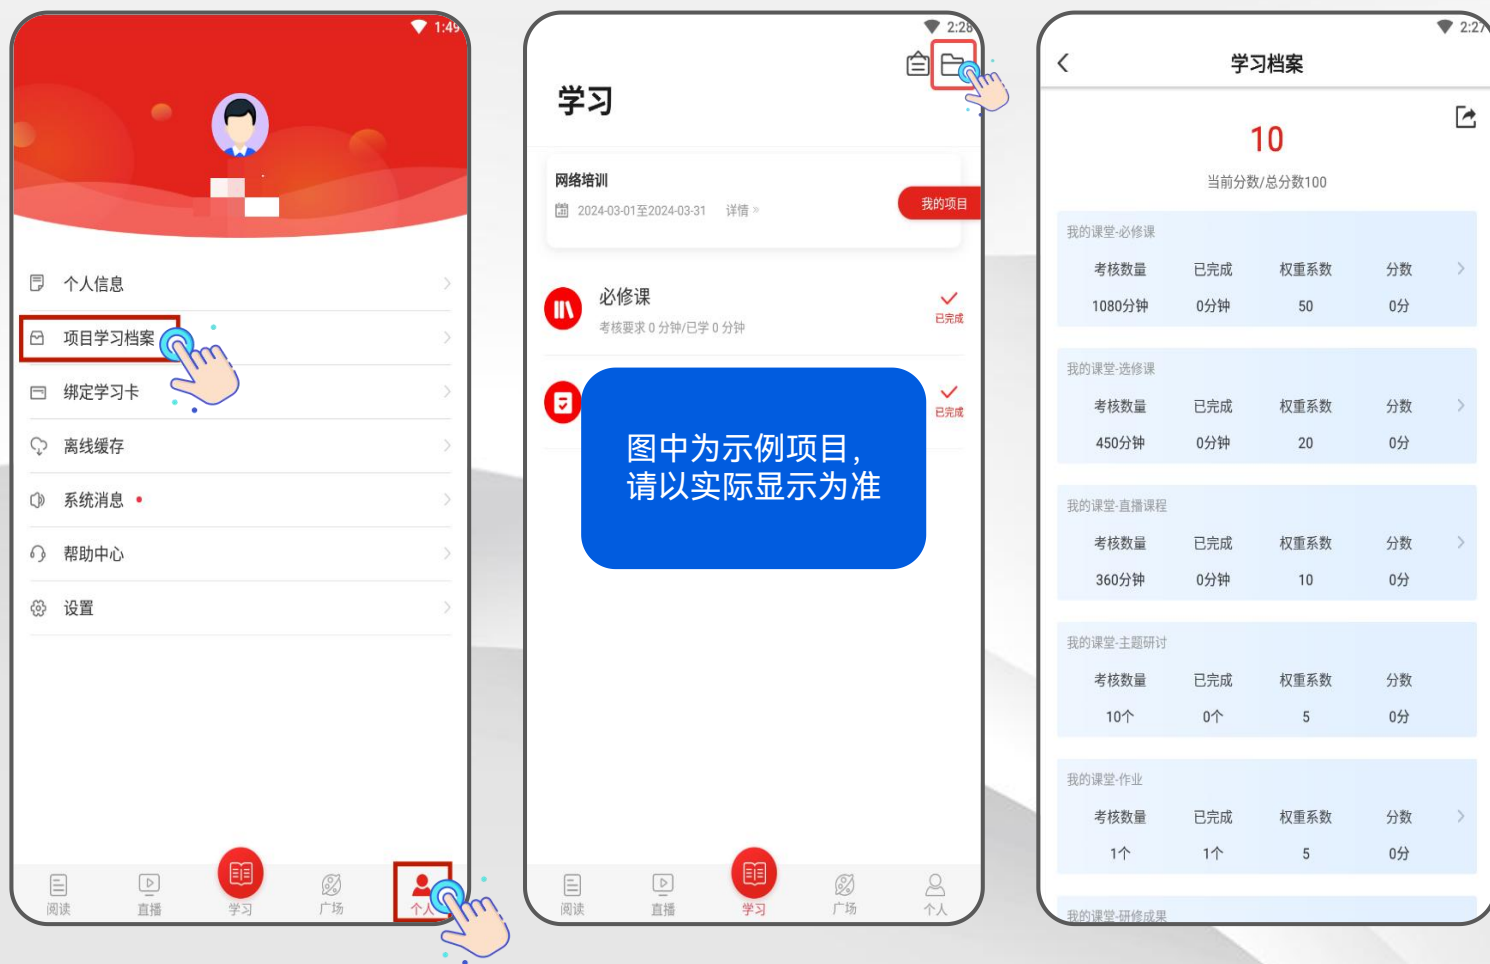 1:49
个人信息
项目学习档案
绑定学习卡
离线缓存
系统消息
帮助中心
设置
阅读
直播
学习
广场
个人
2:28
学习
网络培训
2024-03-01至2024-03-31 详情 »
我的项目
必修课
考核要求 0 分钟/已学 0 分钟
已完成
已完成
图中为示例项目，
请以实际显示为准
阅读
直播
学习
广场
个人
2:27
学习档案
10
当前分数/总分数100
我的课堂-必修课
考核数量 已完成 权重系数 分数
1080分钟 0分钟 50 0分
我的课堂-选修课
考核数量 已完成 权重系数 分数
450分钟 0分钟 20 0分
我的课堂-直播课程
考核数量 已完成 权重系数 分数
360分钟 0分钟 10 0分
我的课堂-主题研讨
考核数量 已完成 权重系数 分数
10个 0个 5 0分
我的课堂-作业
考核数量 已完成 权重系数 分数
1个 1个 5 0分
我的课堂-研修成果